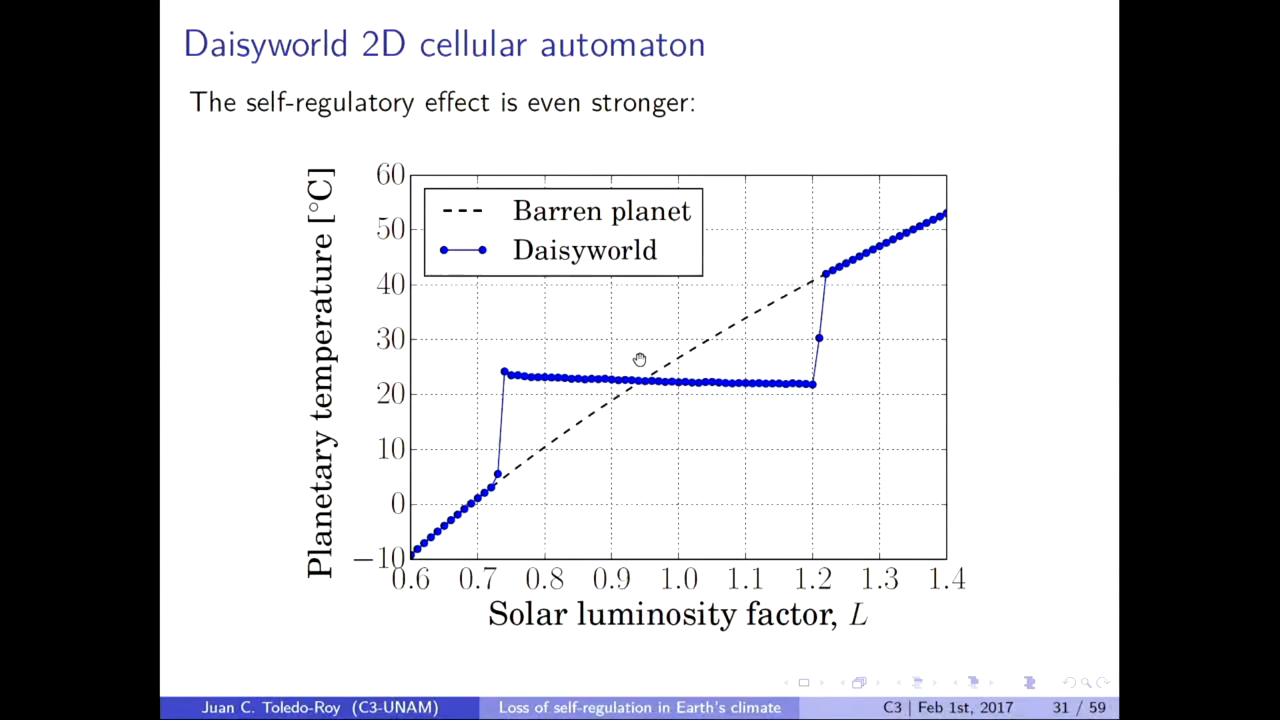 Daisyworld 2D cellular automaton
The self-regulatory effect is even stronger:
Planetary temperature [°C]
60
50
40
30
20
10
0
−10
Barren planet
Daisyworld
0.6 0.7 0.8 0.9 1.0 1.1 1.2 1.3 1.4
Solar luminosity factor, L
Juan C. Toledo-Roy (C3-UNAM) Loss of self-regulation in Earth's climate C3 | Feb 1st, 2017 31 / 59